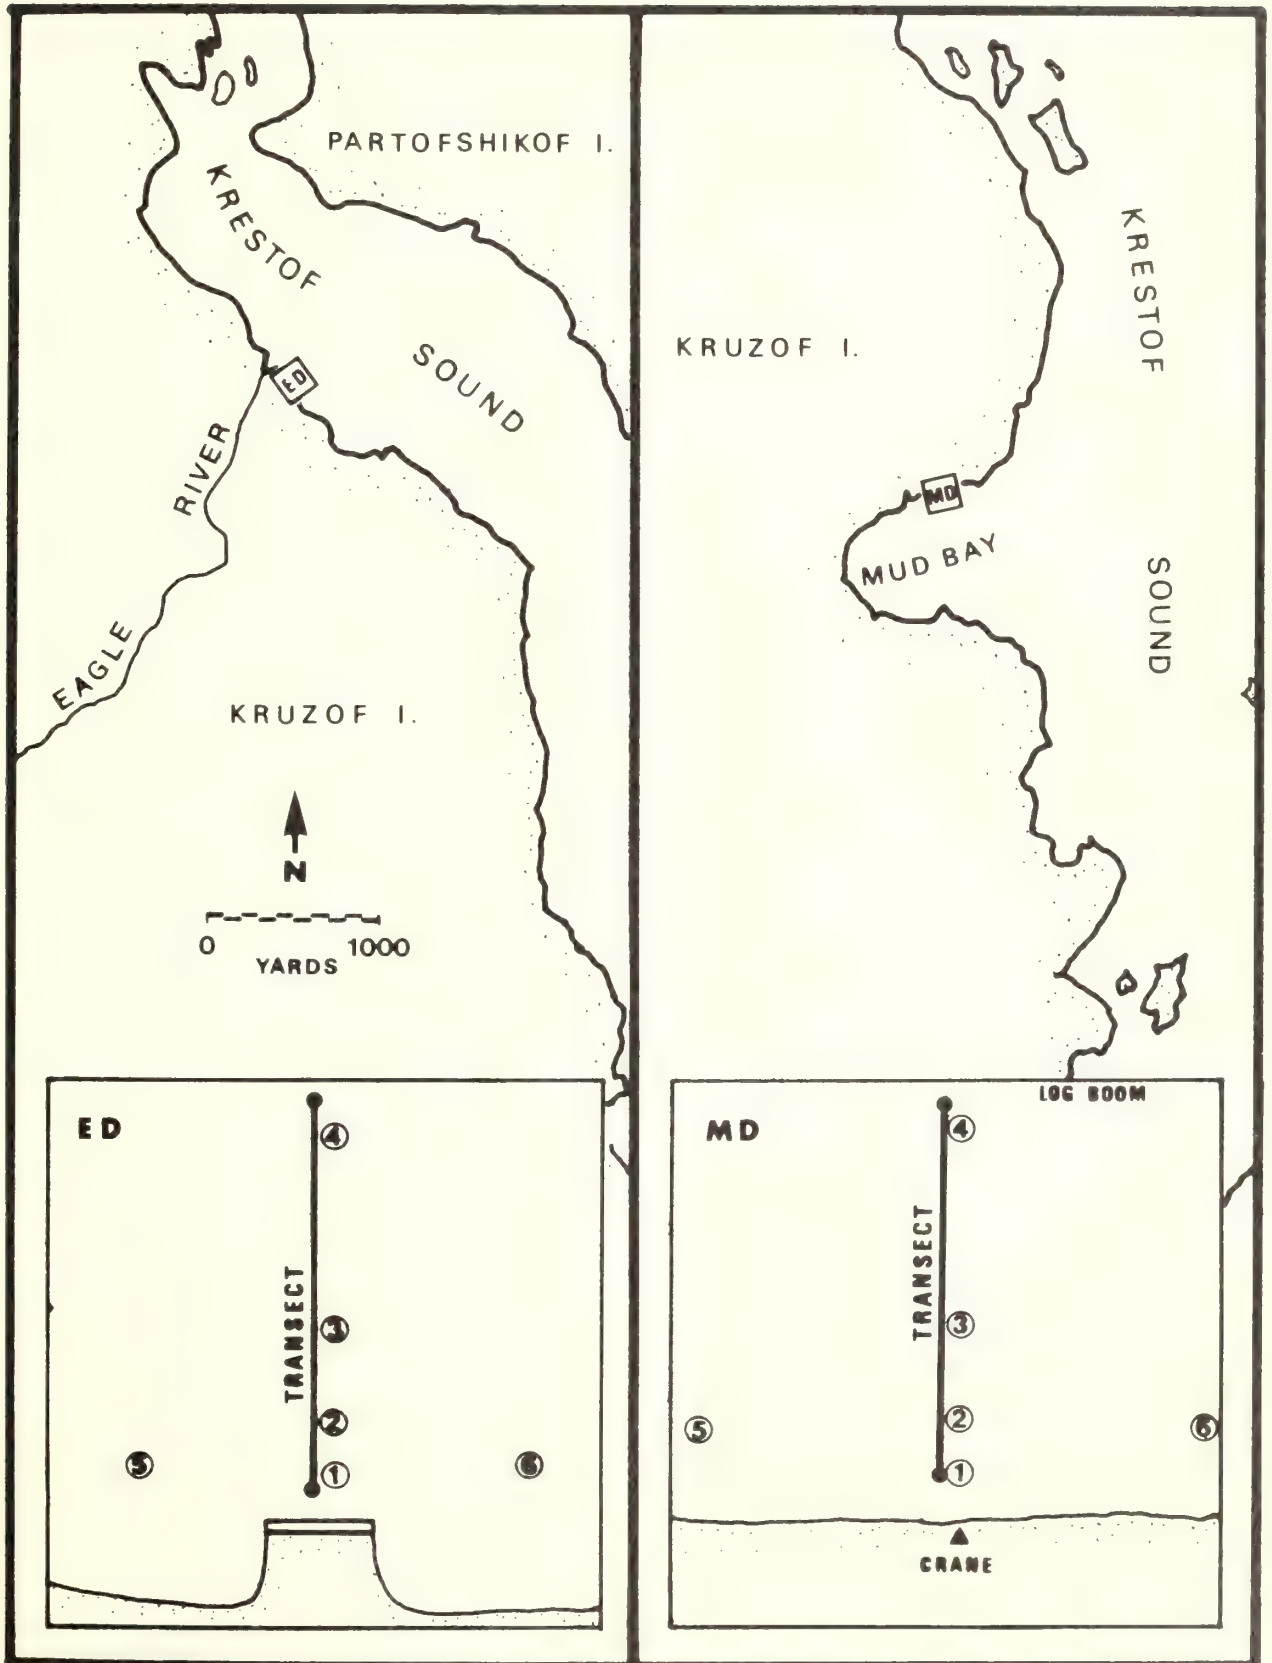 PARTOFSHIKOF I.
KRESTOF
SOUND
ED
RIVER
EAGLE
KRUZOF I.
N
0 1000
YARDS
ED
4
TRANSECT
3
2
5
1
6
KRESTOF
KRUZOF I.
MD
MUD BAY
SOUND
LOG BOOM
MD
4
TRANSECT
3
2
5
6
1
CRANE